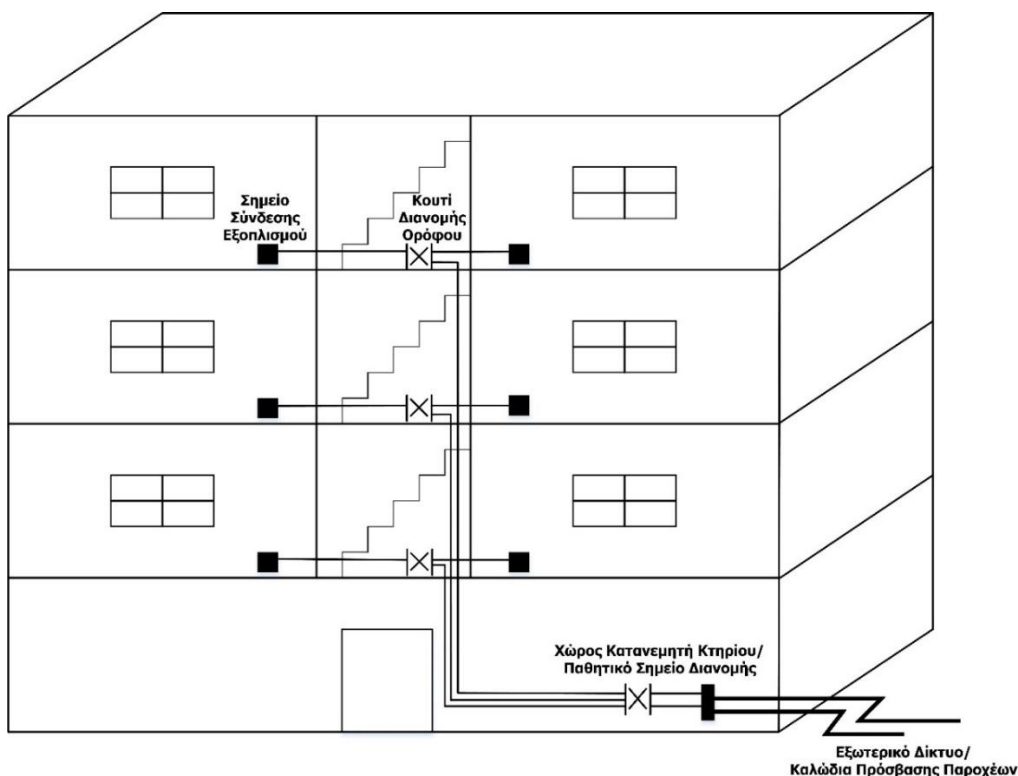 Σημείο
Σύνδεσης
Εξοπλισμού
Κουτί
Διανομής
Ορόφου
Χώρος Κατανεμητή Κτηρίου/
Παθητικό Σημείο Διανομής
Εξωτερικό Δίκτυο/
Καλώδια Πρόσβασης Παροχέων